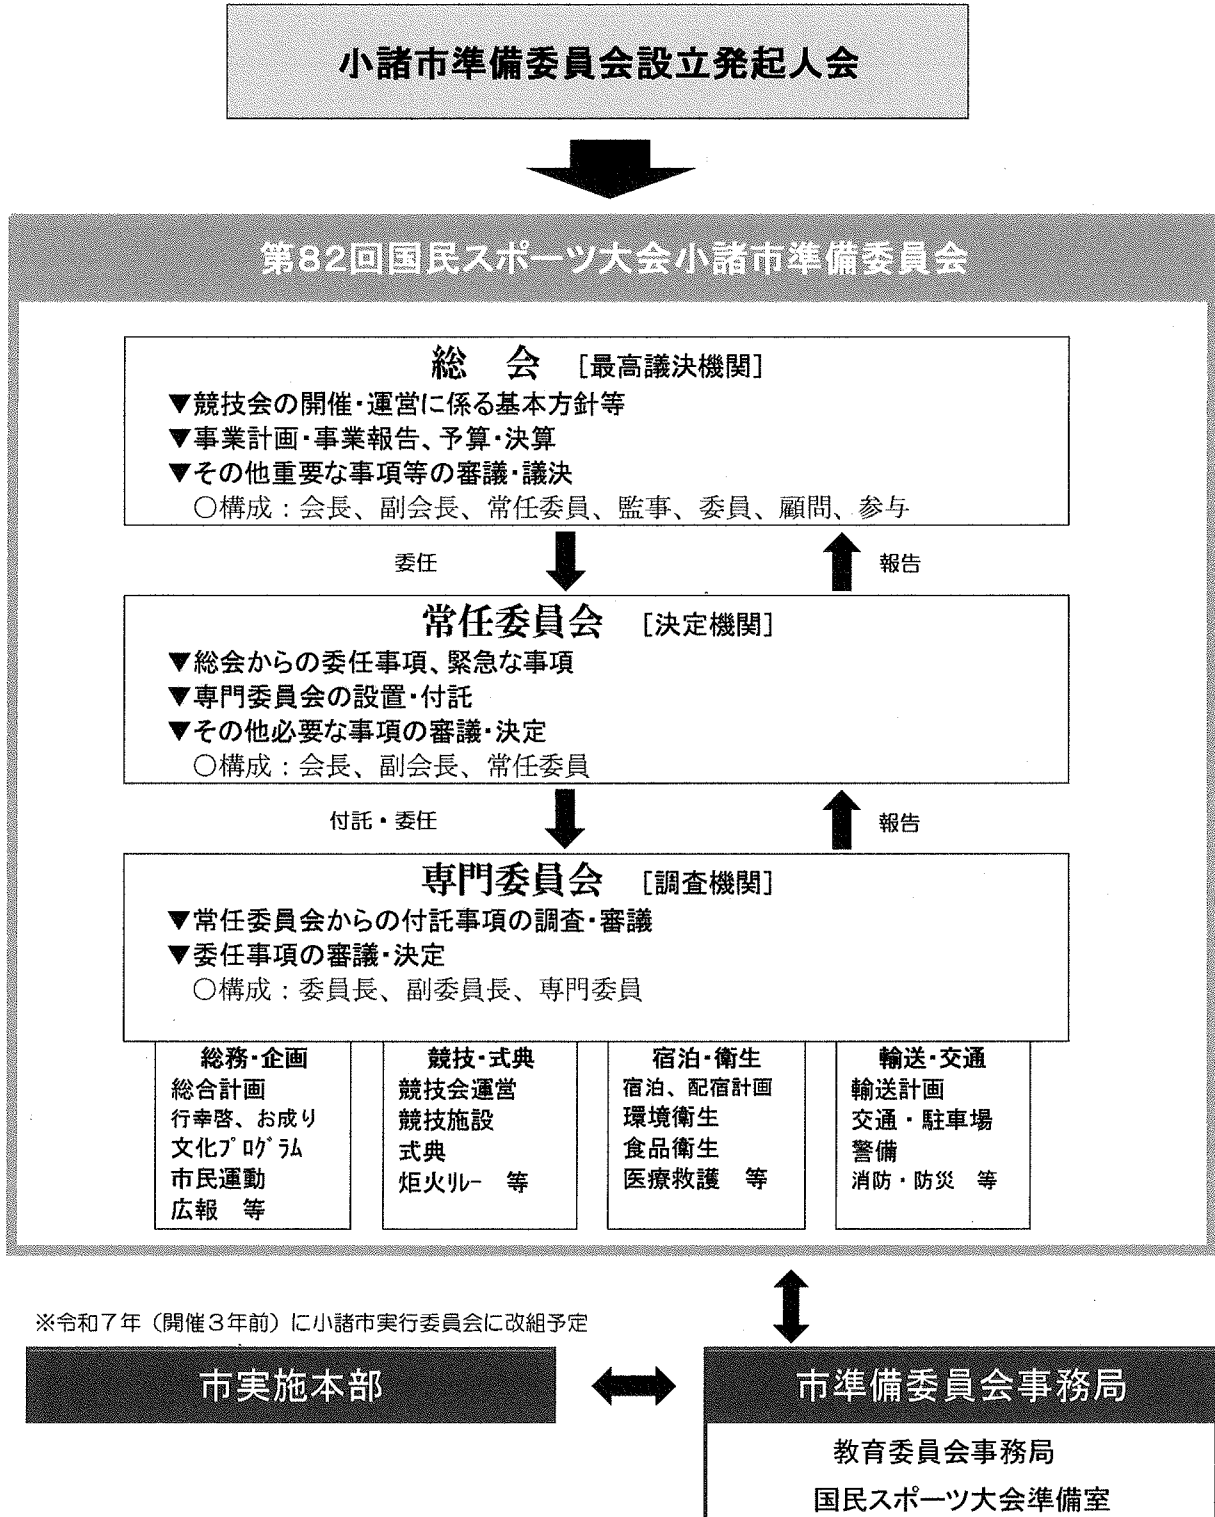 小諸市準備委員会設立発起人会
第82回国民スポーツ大会小諸市準備委員会
総　会　［最高議決機関］
▼競技会の開催・運営に係る基本方針等
▼事業計画・事業報告、予算・決算
▼その他重要な事項等の審議・議決
○構成：会長、副会長、常任委員、監事、委員、顧問、参与
委任
報告
常任委員会　［決定機関］
▼総会からの委任事項、緊急な事項
▼専門委員会の設置・付託
▼その他必要な事項の審議・決定
○構成：会長、副会長、常任委員
付託・委任
報告
専門委員会　［調査機関］
▼常任委員会からの付託事項の調査・審議
▼委任事項の審議・決定
○構成：委員長、副委員長、専門委員
総務・企画
総合計画
行幸啓、お成り
文化ﾌﾟﾛｸﾞﾗﾑ
市民運動
広報　等
競技・式典
競技会運営
競技施設
式典
炬火ﾘﾚｰ　等
宿泊・衛生
宿泊、配宿計画
環境衛生
食品衛生
医療救護　等
輸送・交通
輸送計画
交通・駐車場
警備
消防・防災　等
※令和７年（開催３年前）に小諸市実行委員会に改組予定
市実施本部
市準備委員会事務局
教育委員会事務局
国民スポーツ大会準備室